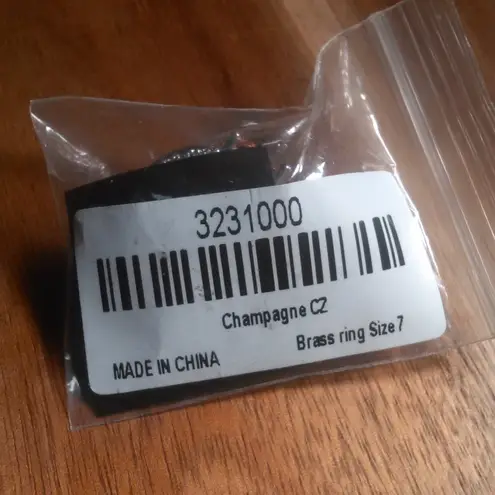 3231000
Champagne CZ
Brass ring Size 7
MADE IN CHINA